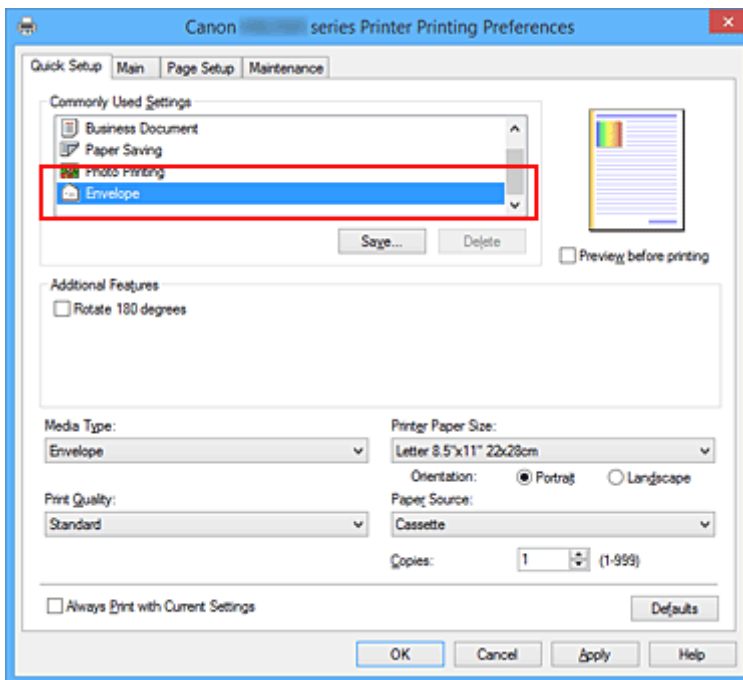 Canon series Printer Printing Preferences
Quick Setup Main Page Setup Maintenance
Commonly Used Settings
Business Document
Paper Saving
Photo Printing
Envelope
Save... Delete
Preview before printing
Additional Features
Rotate 180 degrees
Media Type: Printer Paper Size:
Envelope Letter 8.5"x11" 22x28cm
Orientation: Portrait Landscape
Print Quality: Paper Source:
Standard Cassette
Copies: 1 (1-999)
Always Print with Current Settings Defaults
OK Cancel Apply Help